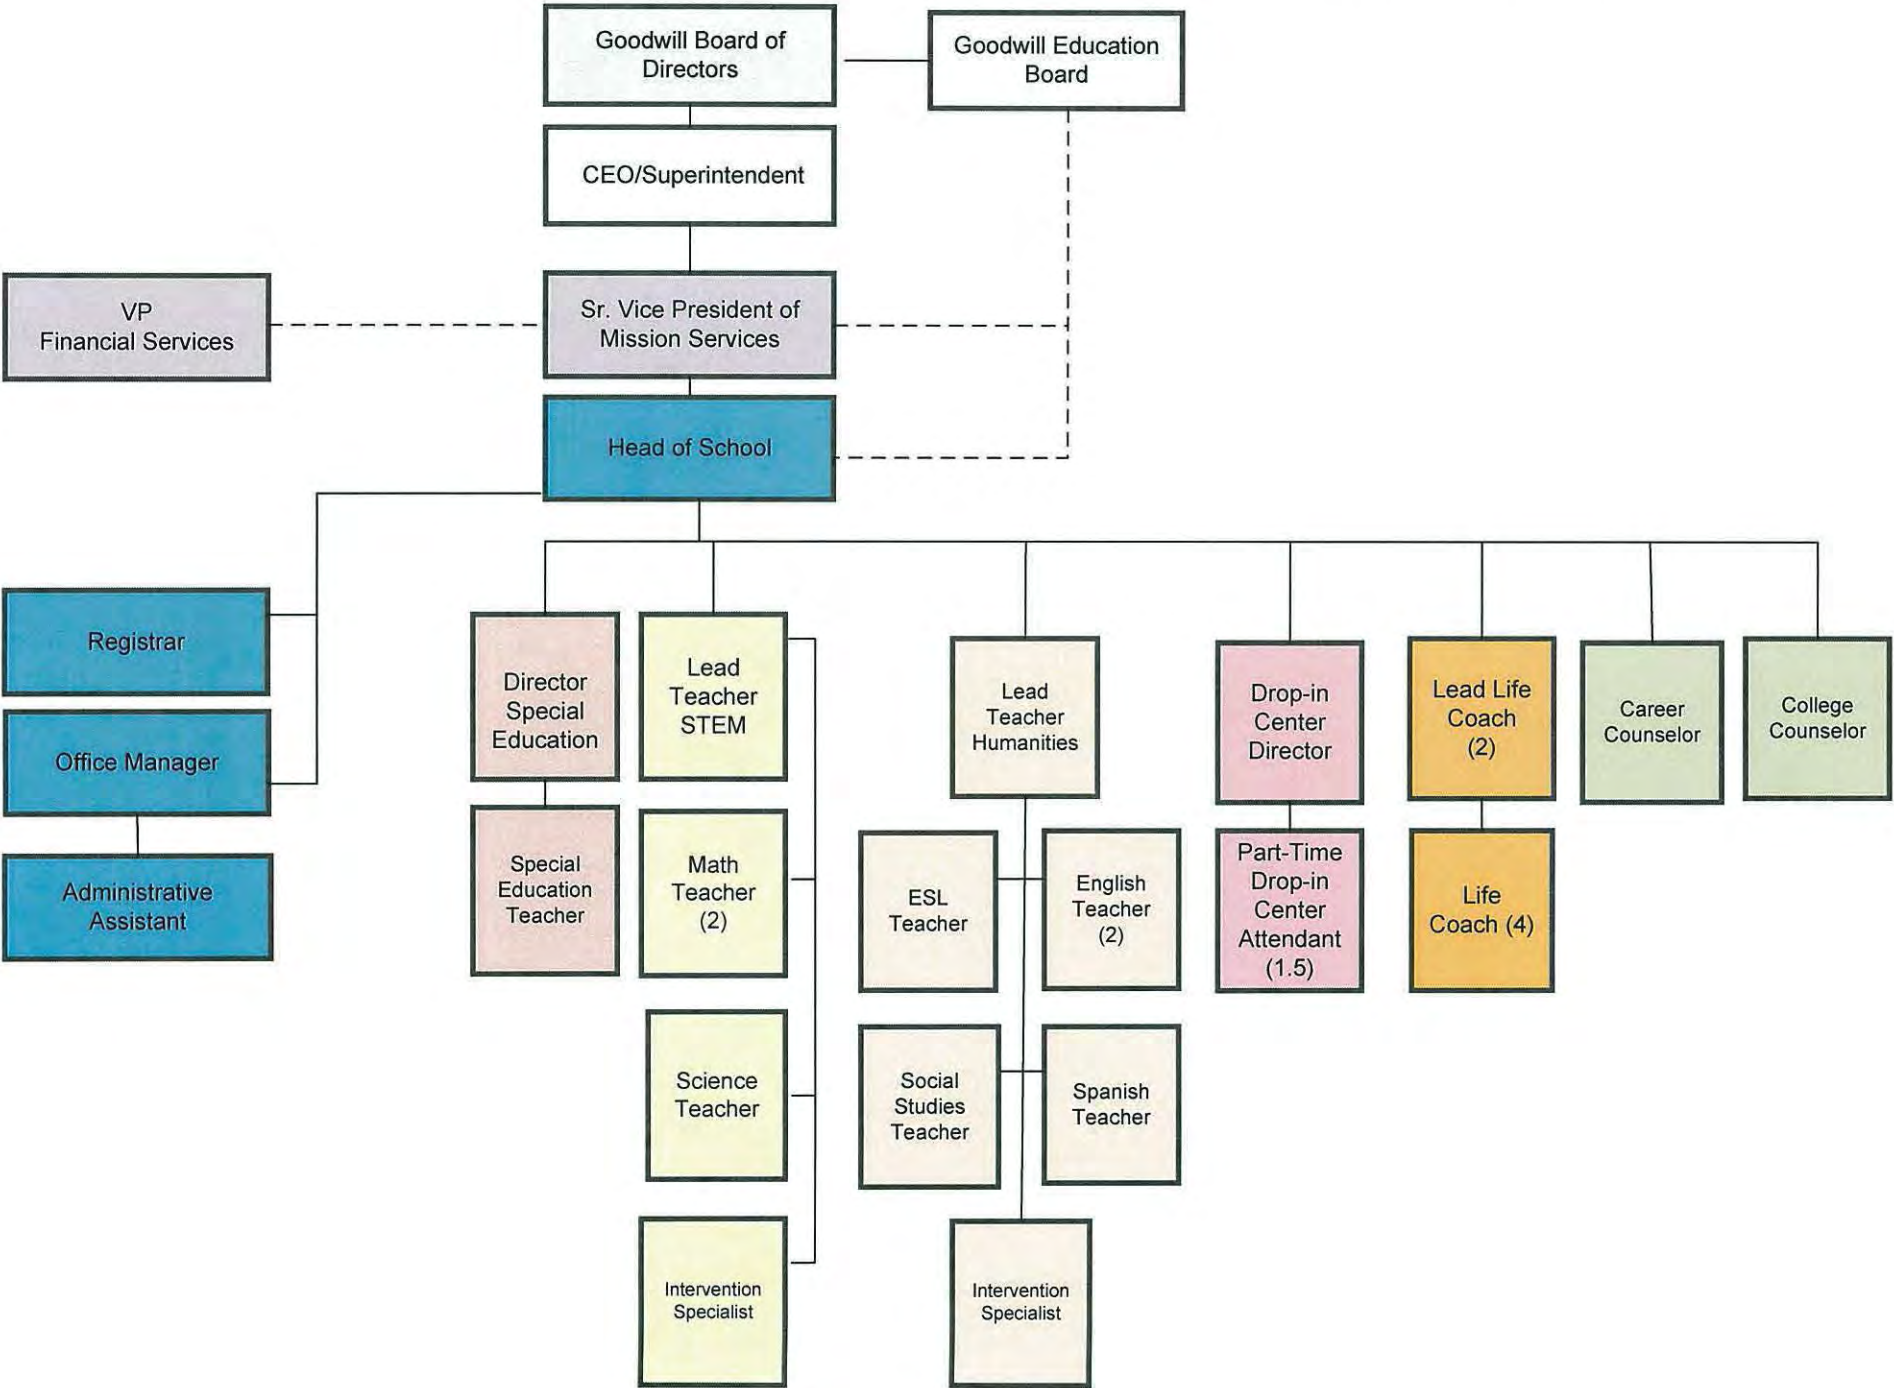 Goodwill Board of
Directors
Goodwill Education
Board
CEO/Superintendent
VP
Financial Services
Sr. Vice President of
Mission Services
Head of School
Registrar
Office Manager
Administrative
Assistant
Director
Special
Education
Special
Education
Teacher
Lead
Teacher
STEM
Math
Teacher
(2)
Science
Teacher
Intervention
Specialist
Lead
Teacher
Humanities
ESL
Teacher
English
Teacher
(2)
Social
Studies
Teacher
Spanish
Teacher
Intervention
Specialist
Drop-in
Center
Director
Part-Time
Drop-in
Center
Attendant
(1.5)
Lead Life
Coach
(2)
Life
Coach (4)
Career
Counselor
College
Counselor